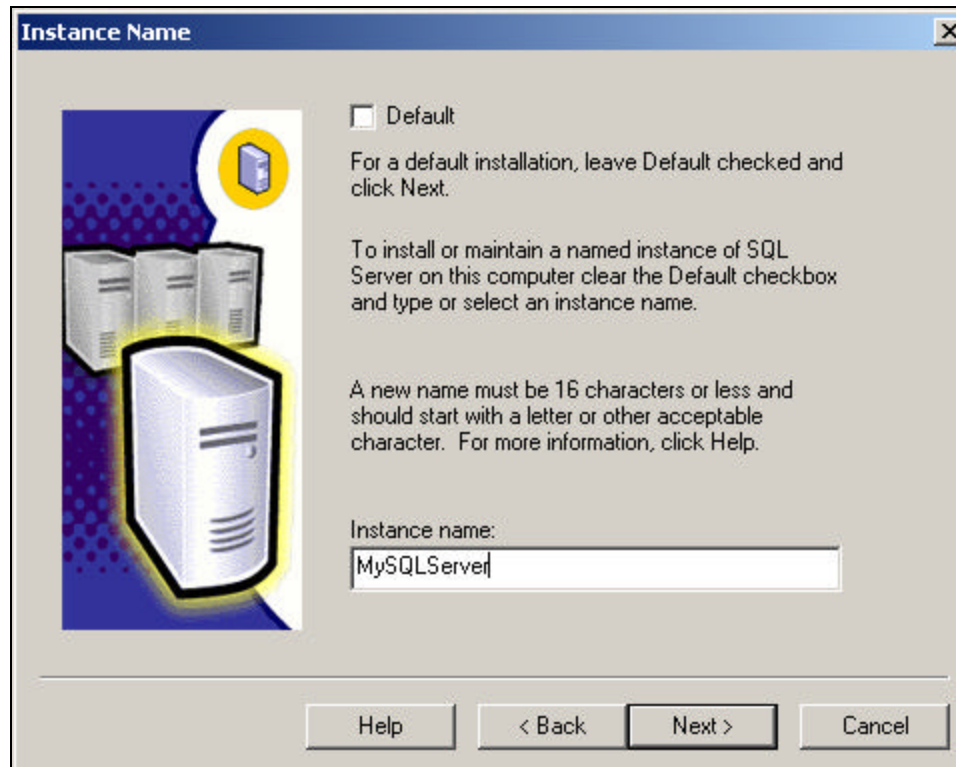 Instance Name
Default
For a default installation, leave Default checked and
click Next.
To install or maintain a named instance of SQL
Server on this computer clear the Default checkbox
and type or select an instance name.
A new name must be 16 characters or less and
should start with a letter or other acceptable
character.  For more information, click Help.
Instance name:
MySQLServer
Help
< Back
Next >
Cancel